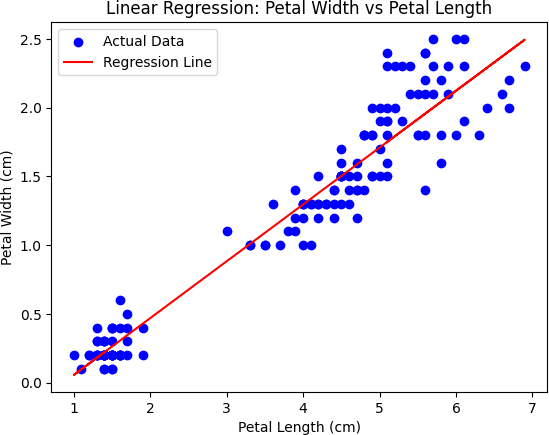 Linear Regression: Petal Width vs Petal Length
Actual Data
Regression Line
2.5
2.0
1.5
1.0
0.5
0.0
Petal Width (cm)
1 2 3 4 5 6 7
Petal Length (cm)